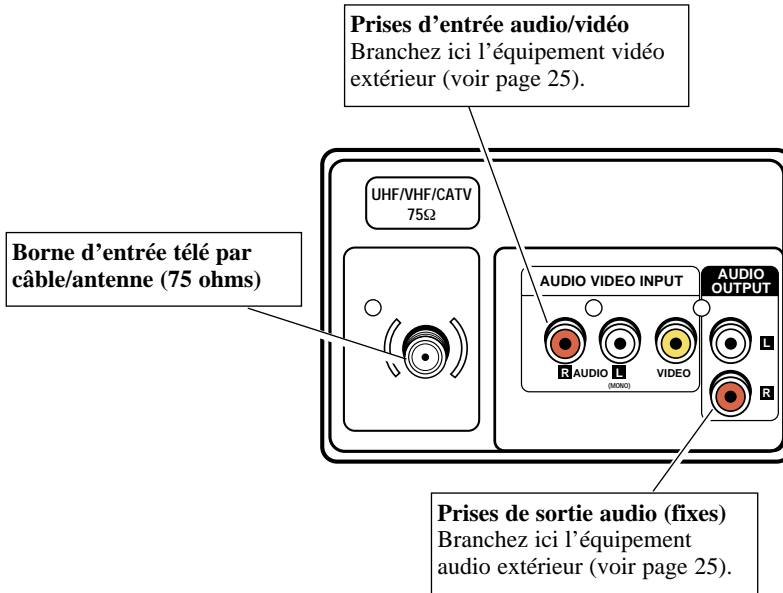 Prises d'entrée audio/vidéo
Branchez ici l'équipement vidéo
extérieur (voir page 25).
UHF/VHF/CATV
75Ω
Borne d'entrée télé par
câble/antenne (75 ohms)
AUDIO VIDEO INPUT
AUDIO
OUTPUT
L
R AUDIO L
(MONO)
VIDEO
R
Prises de sortie audio (fixes)
Branchez ici l'équipement
audio extérieur (voir page 25).